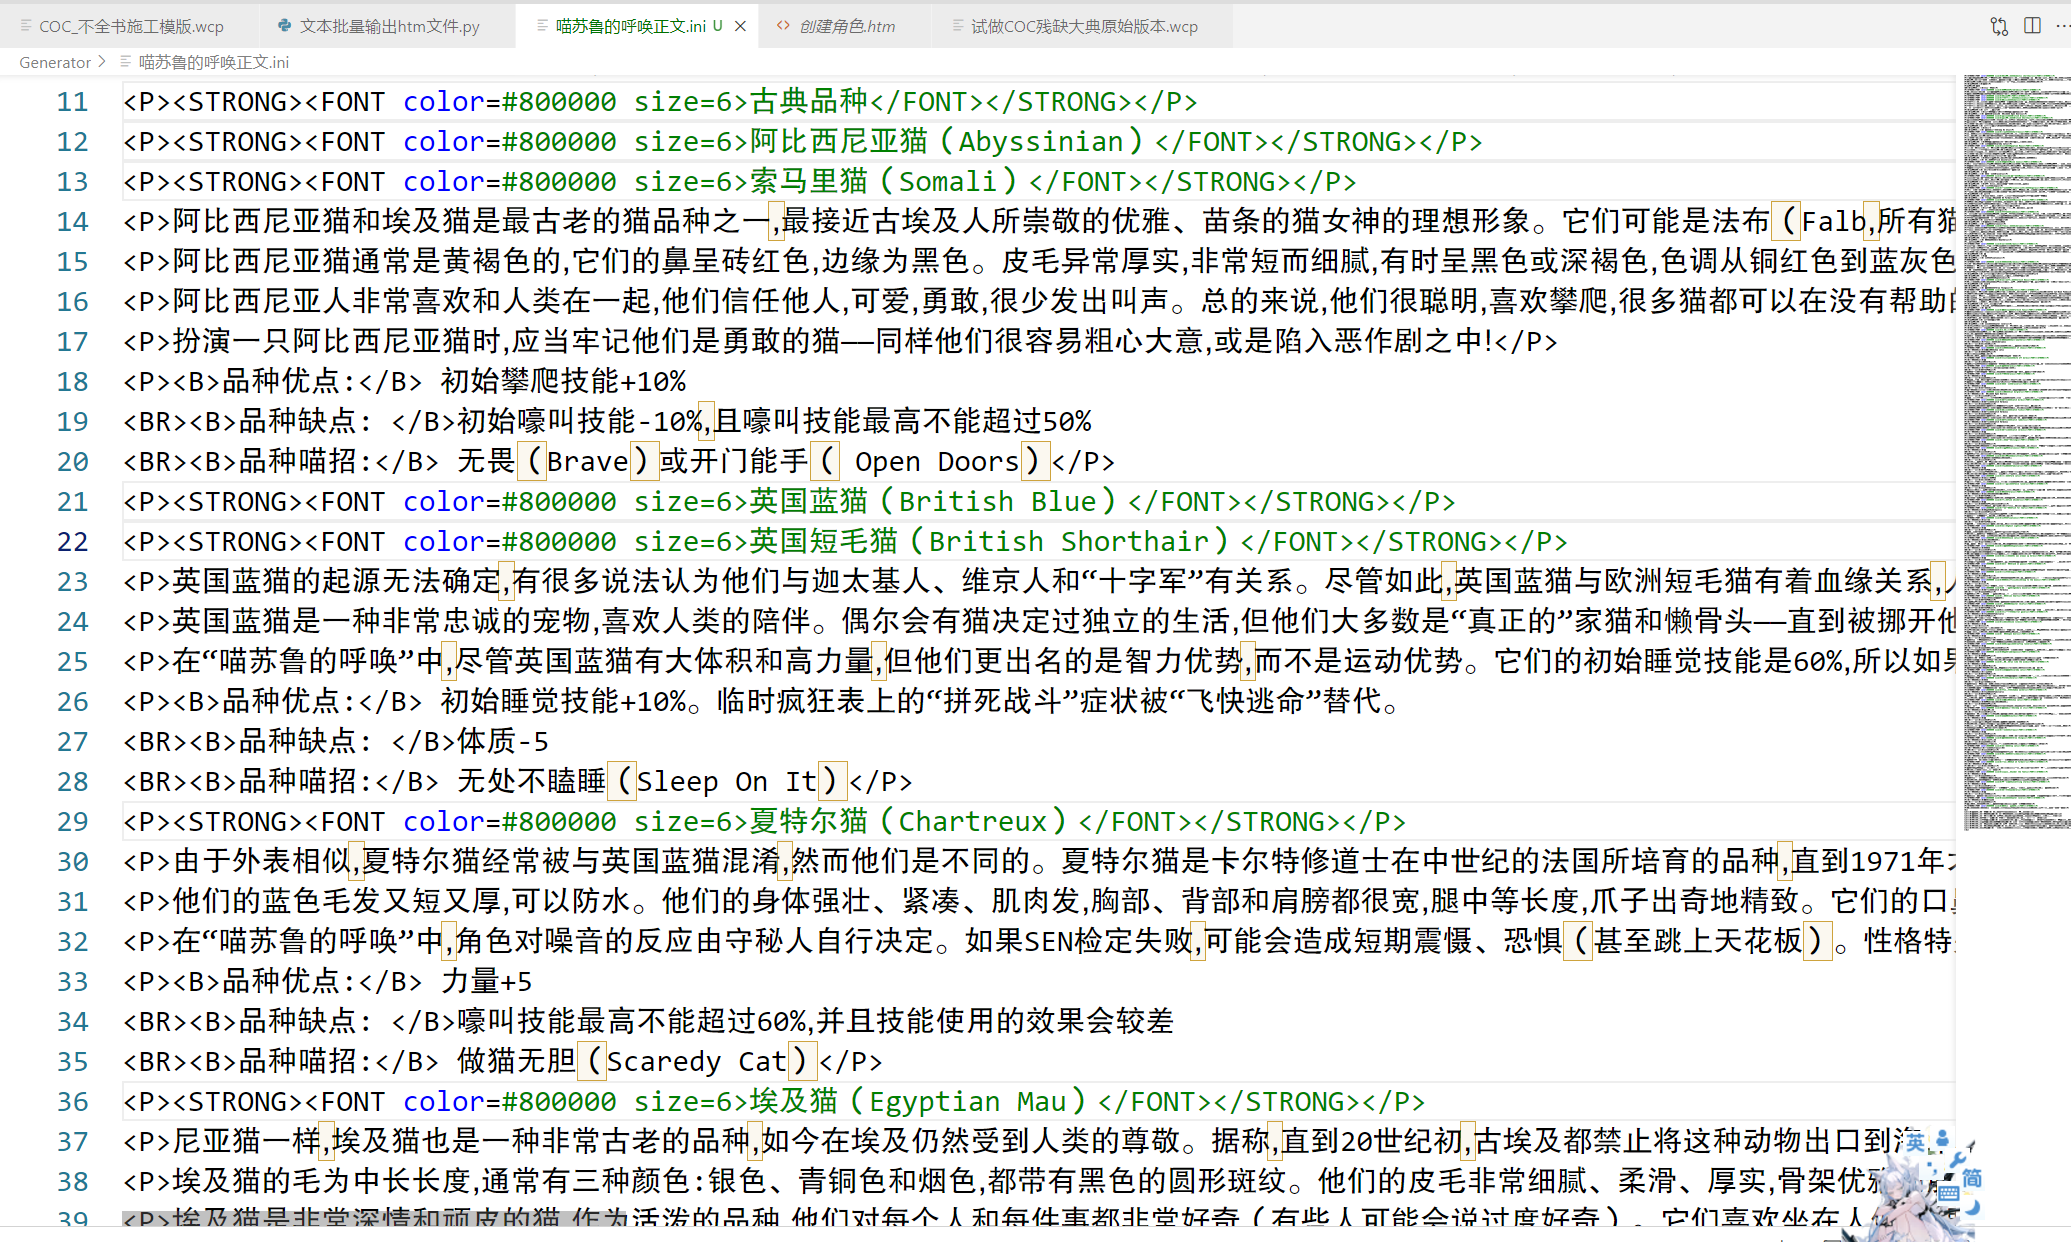 COC_不全书施工模版.wcp 文本批量输出htm文件.py 喵苏鲁的呼唤正文.ini U 创建角色.htm 试做COC残缺大典原始版本.wcp
Generator > 喵苏鲁的呼唤正文.ini
11 <P><STRONG><FONT color=#800000 size=6>古典品种</FONT></STRONG></P>
12 <P><STRONG><FONT color=#800000 size=6>阿比西尼亚猫（Abyssinian）</FONT></STRONG></P>
13 <P><STRONG><FONT color=#800000 size=6>索马里猫（Somali）</FONT></STRONG></P>
14 <P>阿比西尼亚猫和埃及猫是最古老的猫品种之一,最接近古埃及人所崇敬的优雅、苗条的猫女神的理想形象。它们可能是法布（Falb,所有猫
15 <P>阿比西尼亚猫通常是黄褐色的,它们的鼻呈砖红色,边缘为黑色。皮毛异常厚实,非常短而细腻,有时呈黑色或深褐色,色调从铜红色到蓝灰色
16 <P>阿比西尼亚人非常喜欢和人类在一起,他们信任他人,可爱,勇敢,很少发出叫声。总的来说,他们很聪明,喜欢攀爬,很多猫都可以在没有帮助
17 <P>扮演一只阿比西尼亚猫时,应当牢记他们是勇敢的猫——同样他们很容易粗心大意,或是陷入恶作剧之中!</P>
18 <P><B>品种优点:</B> 初始攀爬技能+10%
19 <BR><B>品种缺点: </B>初始嚎叫技能-10%,且嚎叫技能最高不能超过50%
20 <BR><B>品种喵招:</B> 无畏（Brave）或开门能手（ Open Doors）</P>
21 <P><STRONG><FONT color=#800000 size=6>英国蓝猫（British Blue）</FONT></STRONG></P>
22 <P><STRONG><FONT color=#800000 size=6>英国短毛猫（British Shorthair）</FONT></STRONG></P>
23 <P>英国蓝猫的起源无法确定,有很多说法认为他们与迦太基人、维京人和“十字军”有关系。尽管如此,英国蓝猫与欧洲短毛猫有着血缘关系,
24 <P>英国蓝猫是一种非常忠诚的宠物,喜欢人类的陪伴。偶尔会有猫决定过独立的生活,但他们大多数是“真正的”家猫和懒骨头——直到被挪开他
25 <P>在“喵苏鲁的呼唤”中,尽管英国蓝猫有大体积和高力量,但他们更出名的是智力优势,而不是运动优势。它们的初始睡觉技能是60%,所以如果
26 <P><B>品种优点:</B> 初始睡觉技能+10%。临时疯狂表上的“拼死战斗”症状被“飞快逃命”替代。
27 <BR><B>品种缺点: </B>体质-5
28 <BR><B>品种喵招:</B> 无处不瞌睡（Sleep On It）</P>
29 <P><STRONG><FONT color=#800000 size=6>夏特尔猫（Chartreux）</FONT></STRONG></P>
30 <P>由于外表相似,夏特尔猫经常被与英国蓝猫混淆,然而他们是不同的。夏特尔猫是卡尔特修道士在中世纪的法国所培育的品种,直到1971年
31 <P>他们的蓝色毛发又短又厚,可以防水。他们的身体强壮、紧凑、肌肉发,胸部、背部和肩膀都很宽,腿中等长度,爪子出奇地精致。它们的口
32 <P>在“喵苏鲁的呼唤”中,角色对噪音的反应由守秘人自行决定。如果SEN检定失败,可能会造成短期震慑、恐惧（甚至跳上天花板）。性格特
33 <P><B>品种优点:</B> 力量+5
34 <BR><B>品种缺点: </B>嚎叫技能最高不能超过60%,并且技能使用的效果会较差
35 <BR><B>品种喵招:</B> 做猫无胆（Scaredy Cat）</P>
36 <P><STRONG><FONT color=#800000 size=6>埃及猫（Egyptian Mau）</FONT></STRONG></P>
37 <P>尼亚猫一样,埃及猫也是一种非常古老的品种,如今在埃及仍然受到人类的尊敬。据称,直到20世纪初,古埃及都禁止将这种动物出口到
38 <P>埃及猫的毛为中长长度,通常有三种颜色:银色、青铜色和烟色,都带有黑色的圆形斑纹。他们的皮毛非常细腻、柔滑、厚实,骨架优
39 <P>埃及猫是非常深情和顽皮的猫,作为活泼的品种,他们对每个人和每件事都非常好奇（有些人可能会说过度好奇）。它们喜欢坐在人
英
简